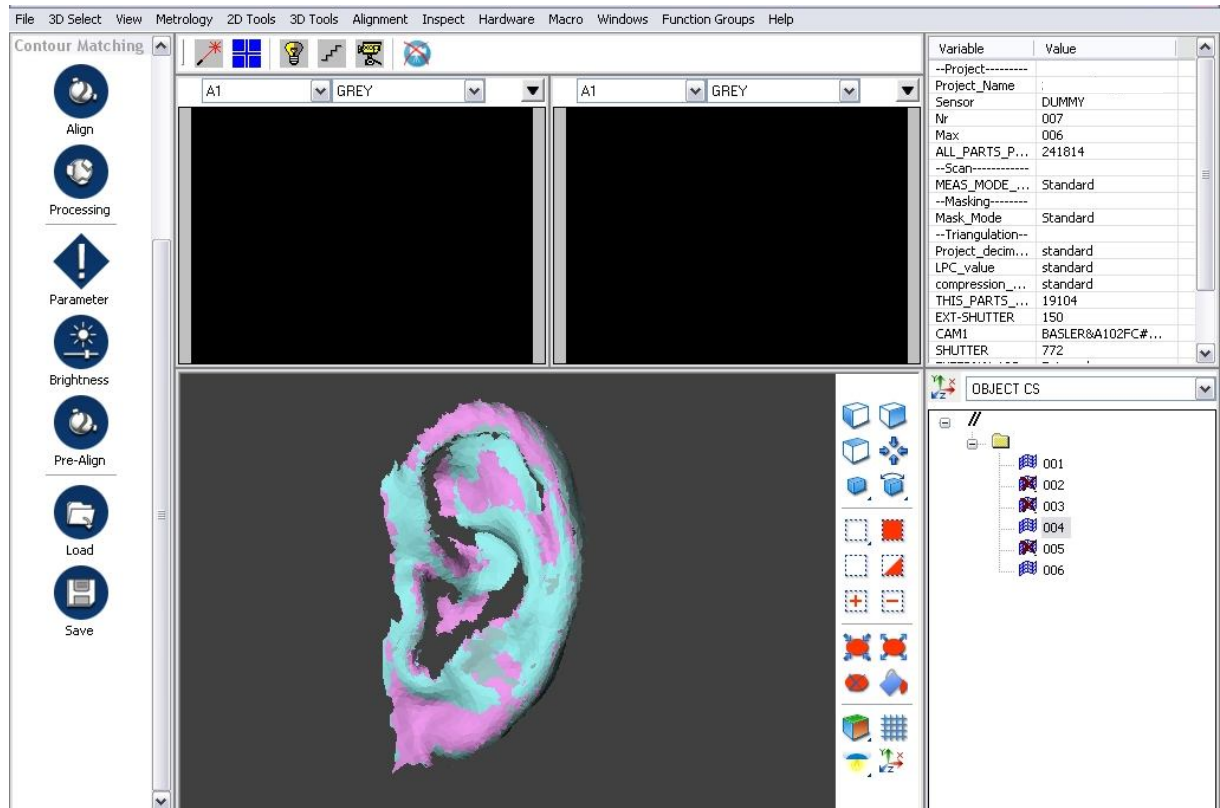 File 3D Select View Metrology 2D Tools 3D Tools Alignment Inspect Hardware Macro Windows Function Groups Help
Contour Matching
Align
Processing
Parameter
Brightness
Pre-Align
Load
Save
A1 GREY
A1 GREY
Variable Value
--Project---------
Project_Name
Sensor DUMMY
Nr 007
Max 006
ALL_PARTS_P... 241814
--Scan------------
MEAS_MODE_... Standard
--Masking--------
Mask_Mode Standard
--Triangulation--
Project_decim... standard
LPC_value standard
compression_... standard
THIS_PARTS_... 19104
EXT-SHUTTER 150
CAM1 BASLER&A102FC#...
SHUTTER 772
OBJECT CS
//
001
002
003
004
005
006